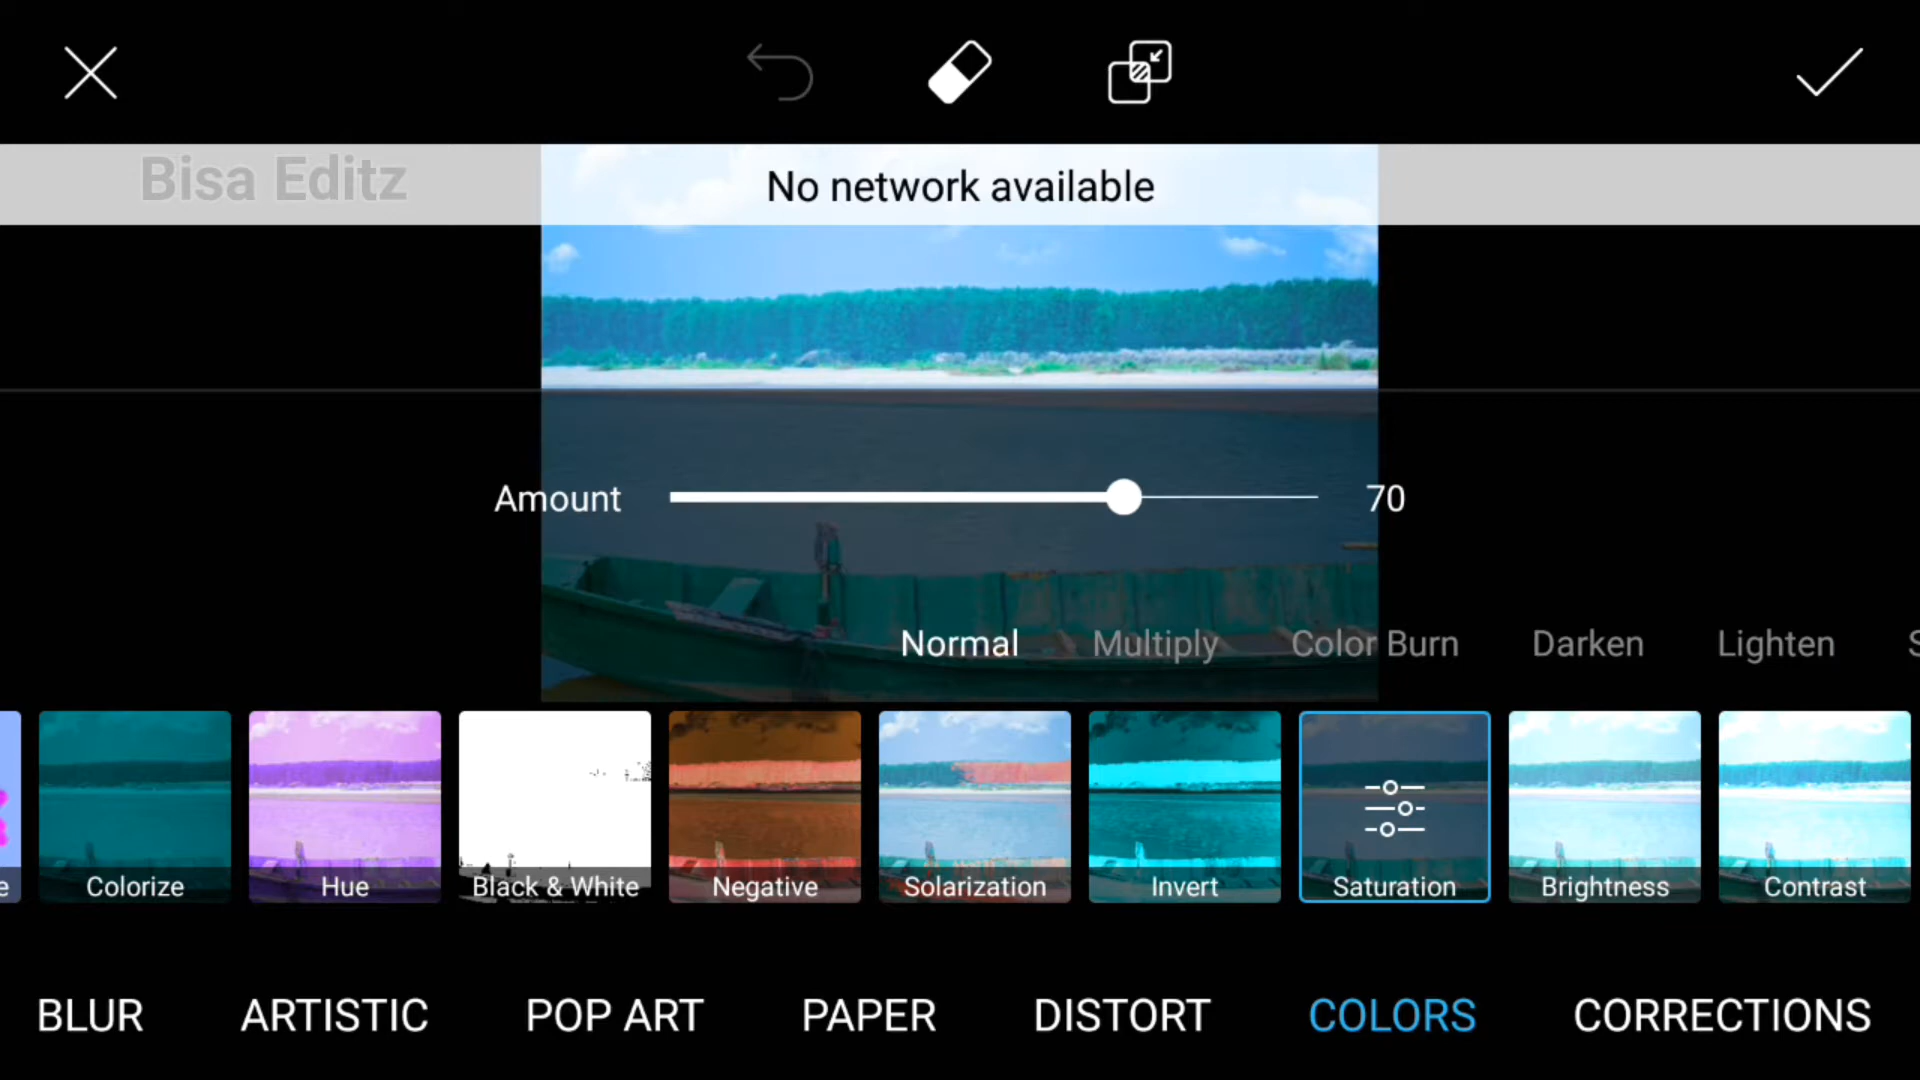 Bisa Editz
No network available
Amount 70
Normal Multiply Color Burn Darken Lighten S
e Colorize Hue Black & White Negative Solarization Invert Saturation Brightness Contrast
BLUR ARTISTIC POP ART PAPER DISTORT COLORS CORRECTIONS